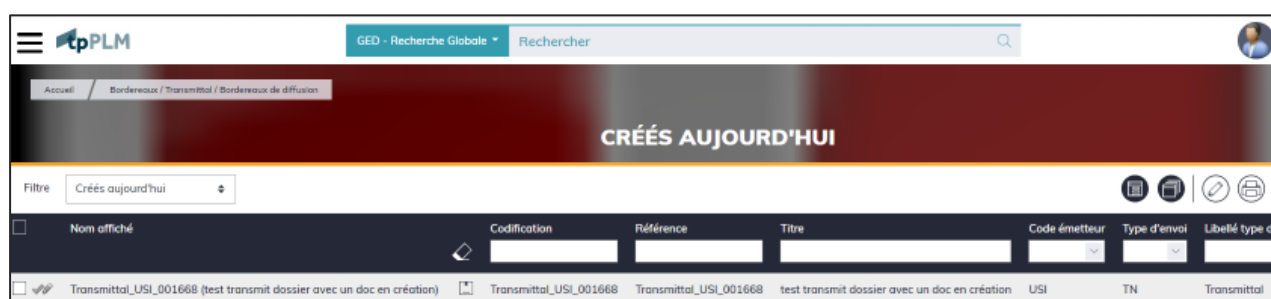 tpPLM GED - Recherche Globale Rechercher
Accueil / Bordereaux / Transmittal / Bordereaux de diffusion
CRÉÉS AUJOURD'HUI
Filtre Créés aujourd'hui
Nom affiché Codification Référence Titre Code émetteur Type d'envoi Libellé type d
Transmittal_USI_001668 (test transmit dossier avec un doc en création) Transmittal_USI_001668 Transmittal_USI_001668 test transmit dossier avec un doc en création USI TN Transmittal